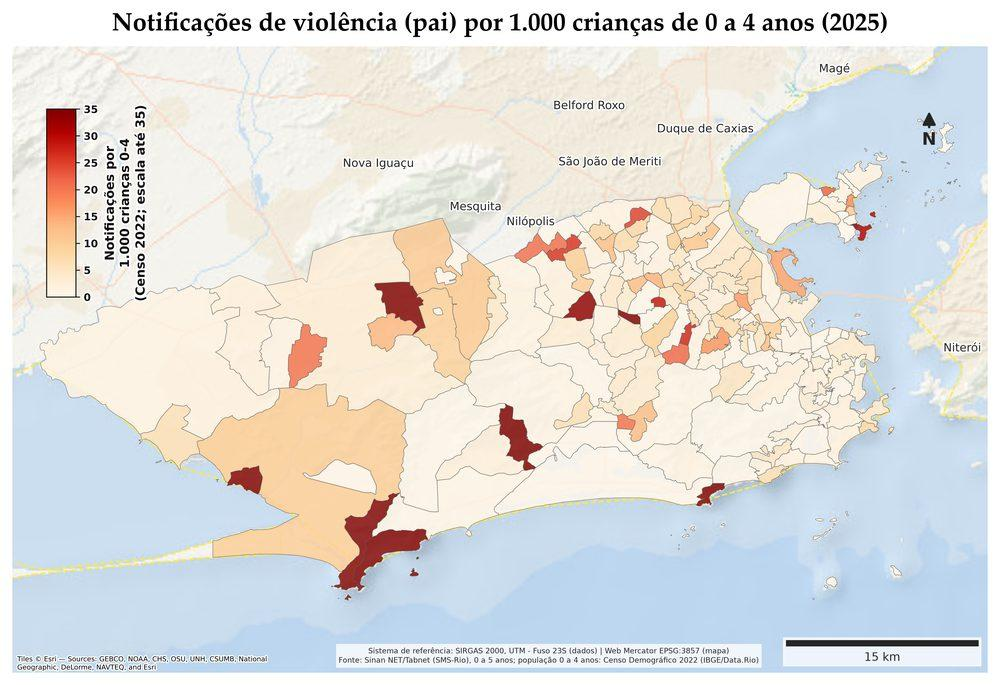 Notificações de violência (pai) por 1.000 crianças de 0 a 4 anos (2025)
Magé
Belford Roxo
Duque de Caxias
N
Nova Iguaçu
São João de Meriti
Mesquita
Nilópolis
Niterói
35
30
25
20
15
10
5
0
Notificações por
1.000 crianças 0-4
(Censo 2022; escala até 35)
15 km
Sistema de referência: SIRGAS 2000, UTM - Fuso 23S (dados) | Web Mercator EPSG:3857 (mapa)
Fonte: Sinan NET/Tabnet (SMS-Rio), 0 a 5 anos; população 0 a 4 anos: Censo Demográfico 2022 (IBGE/Data.Rio)
Tiles © Esri — Sources: GEBCO, NOAA, CHS, OSU, UNH, CSUMB, National
Geographic, DeLorme, NAVTEQ, and Esri